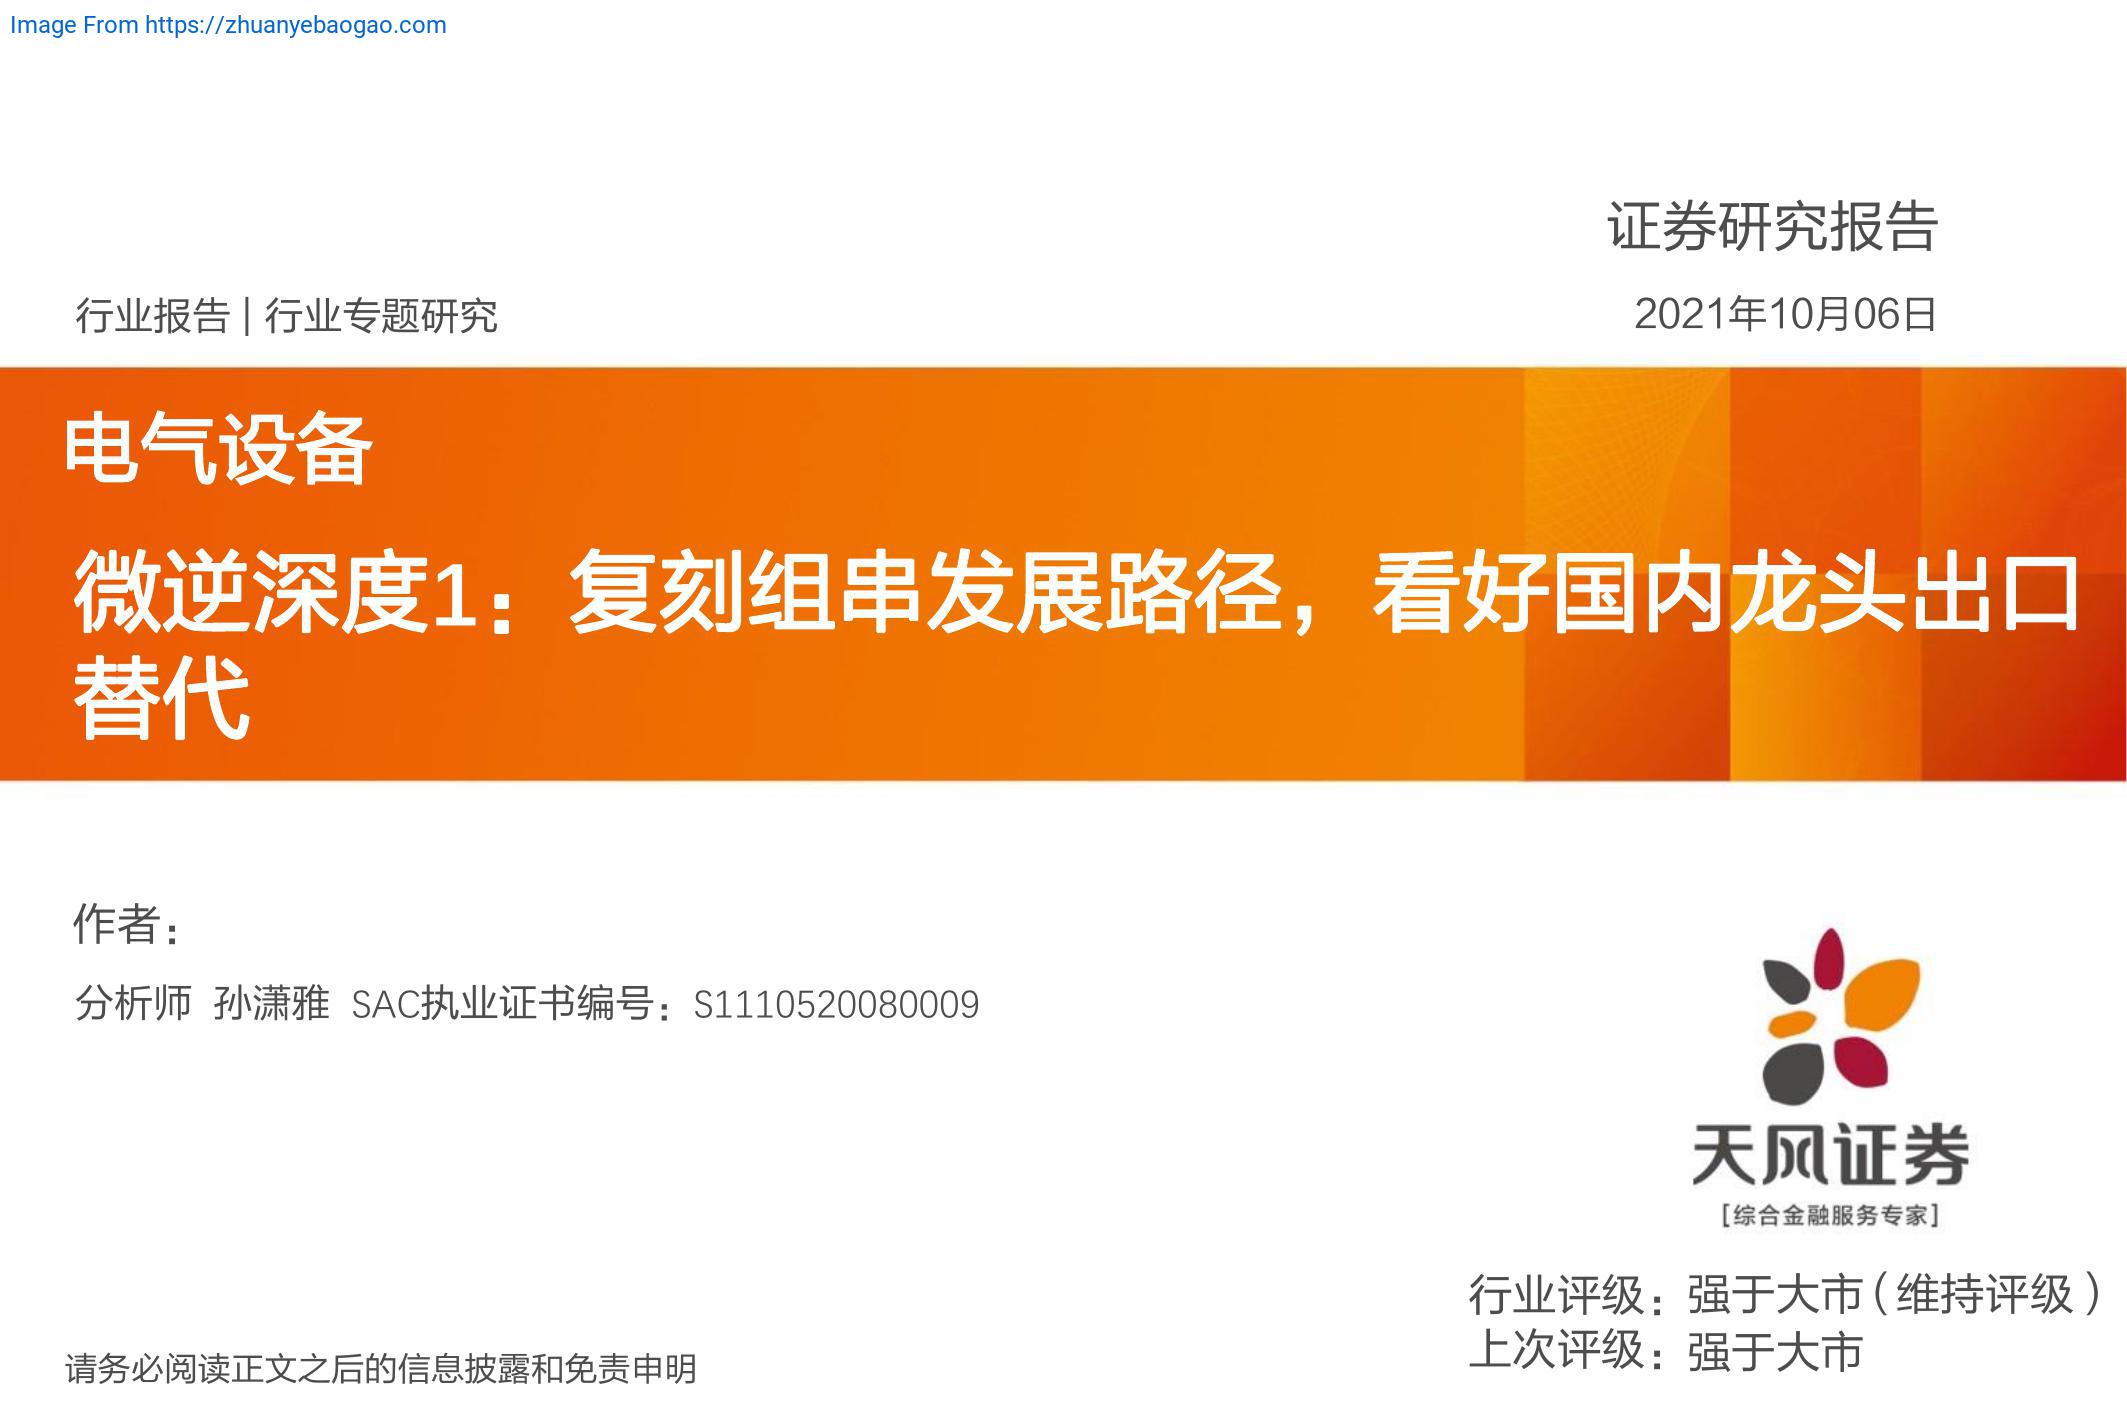 Image From https://zhuanyebaogao.com
证券研究报告
行业报告 | 行业专题研究
2021年10月06日
电气设备
微逆深度1：复刻组串发展路径，看好国内龙头出口
替代
作者：
分析师 孙潇雅 SAC执业证书编号：S1110520080009
天风证券
[综合金融服务专家]
行业评级：强于大市（维持评级）
上次评级：强于大市
请务必阅读正文之后的信息披露和免责申明